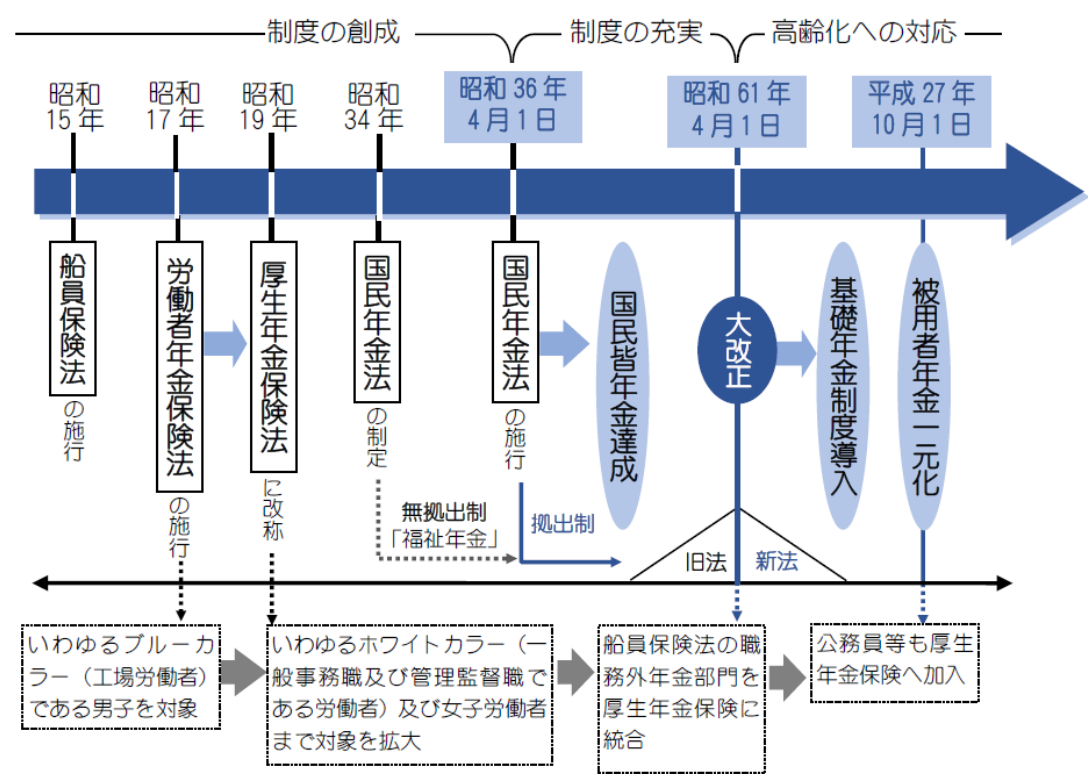 制度の創成
制度の充実
高齢化への対応
昭和
15年
昭和
17年
昭和
19年
昭和
34年
昭和36年
4月1日
昭和61年
4月1日
平成27年
10月1日
船員保険法
の施行
労働者年金保険法
の施行
厚生年金保険法
に改称
国民年金法
の制定
国民年金法
の施行
国民皆年金達成
大改正
基礎年金制度導入
被用者年金一元化
無拠出制
「福祉年金」
拠出制
旧法
新法
いわゆるブルーカ
ラー（工場労働者）
である男子を対象
いわゆるホワイトカラー（一
般事務職及び管理監督職で
ある労働者）及び女子労働者
まで対象を拡大
船員保険法の職
務外年金部門を
厚生年金保険に
統合
公務員等も厚生
年金保険へ加入